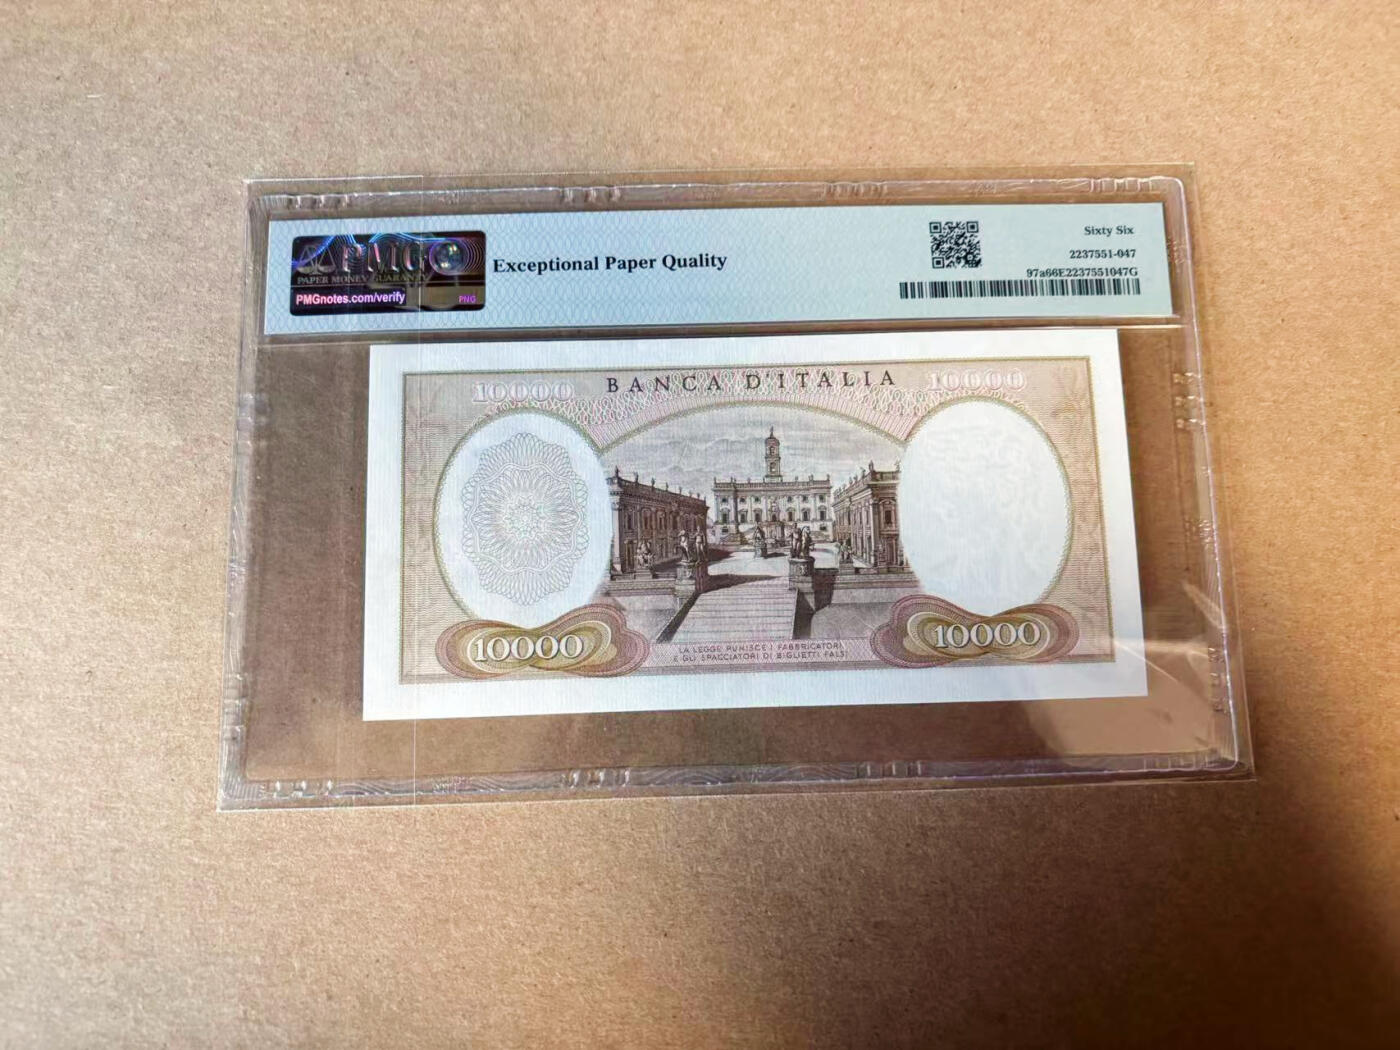 PMG
PAPER MONEY GUARANTY
PMGnotes.com/verify
PNG
Exceptional Paper Quality
Sixty Six
2237551-047
97a66E2237551047G
10000 BANCA D'ITALIA 10000
10000 10000
LA LEGGE PUNISCE I FABBRICATORI
E GLI SPACCIATORI DI BIGLIETTI FALSI